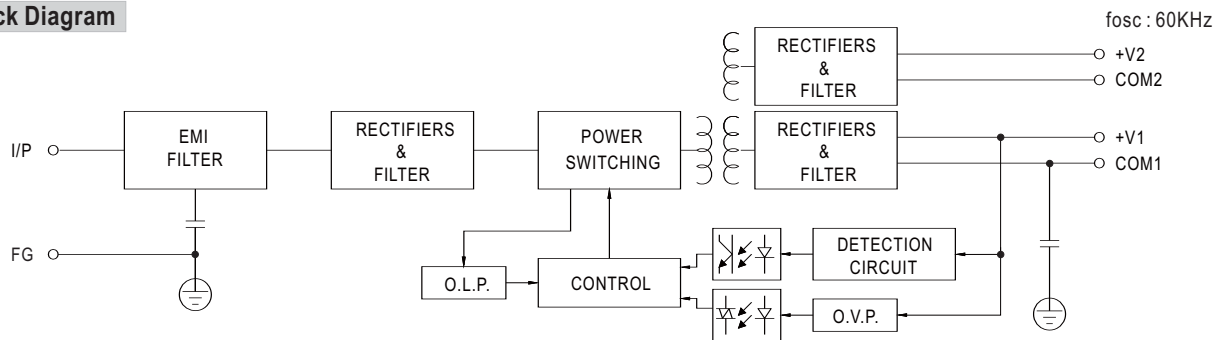 ck Diagram
fosc : 60KHz
RECTIFIERS
&
FILTER
+V2
COM2
I/P
EMI
FILTER
RECTIFIERS
&
FILTER
POWER
SWITCHING
RECTIFIERS
&
FILTER
+V1
COM1
FG
O.L.P.
CONTROL
DETECTION
CIRCUIT
O.V.P.